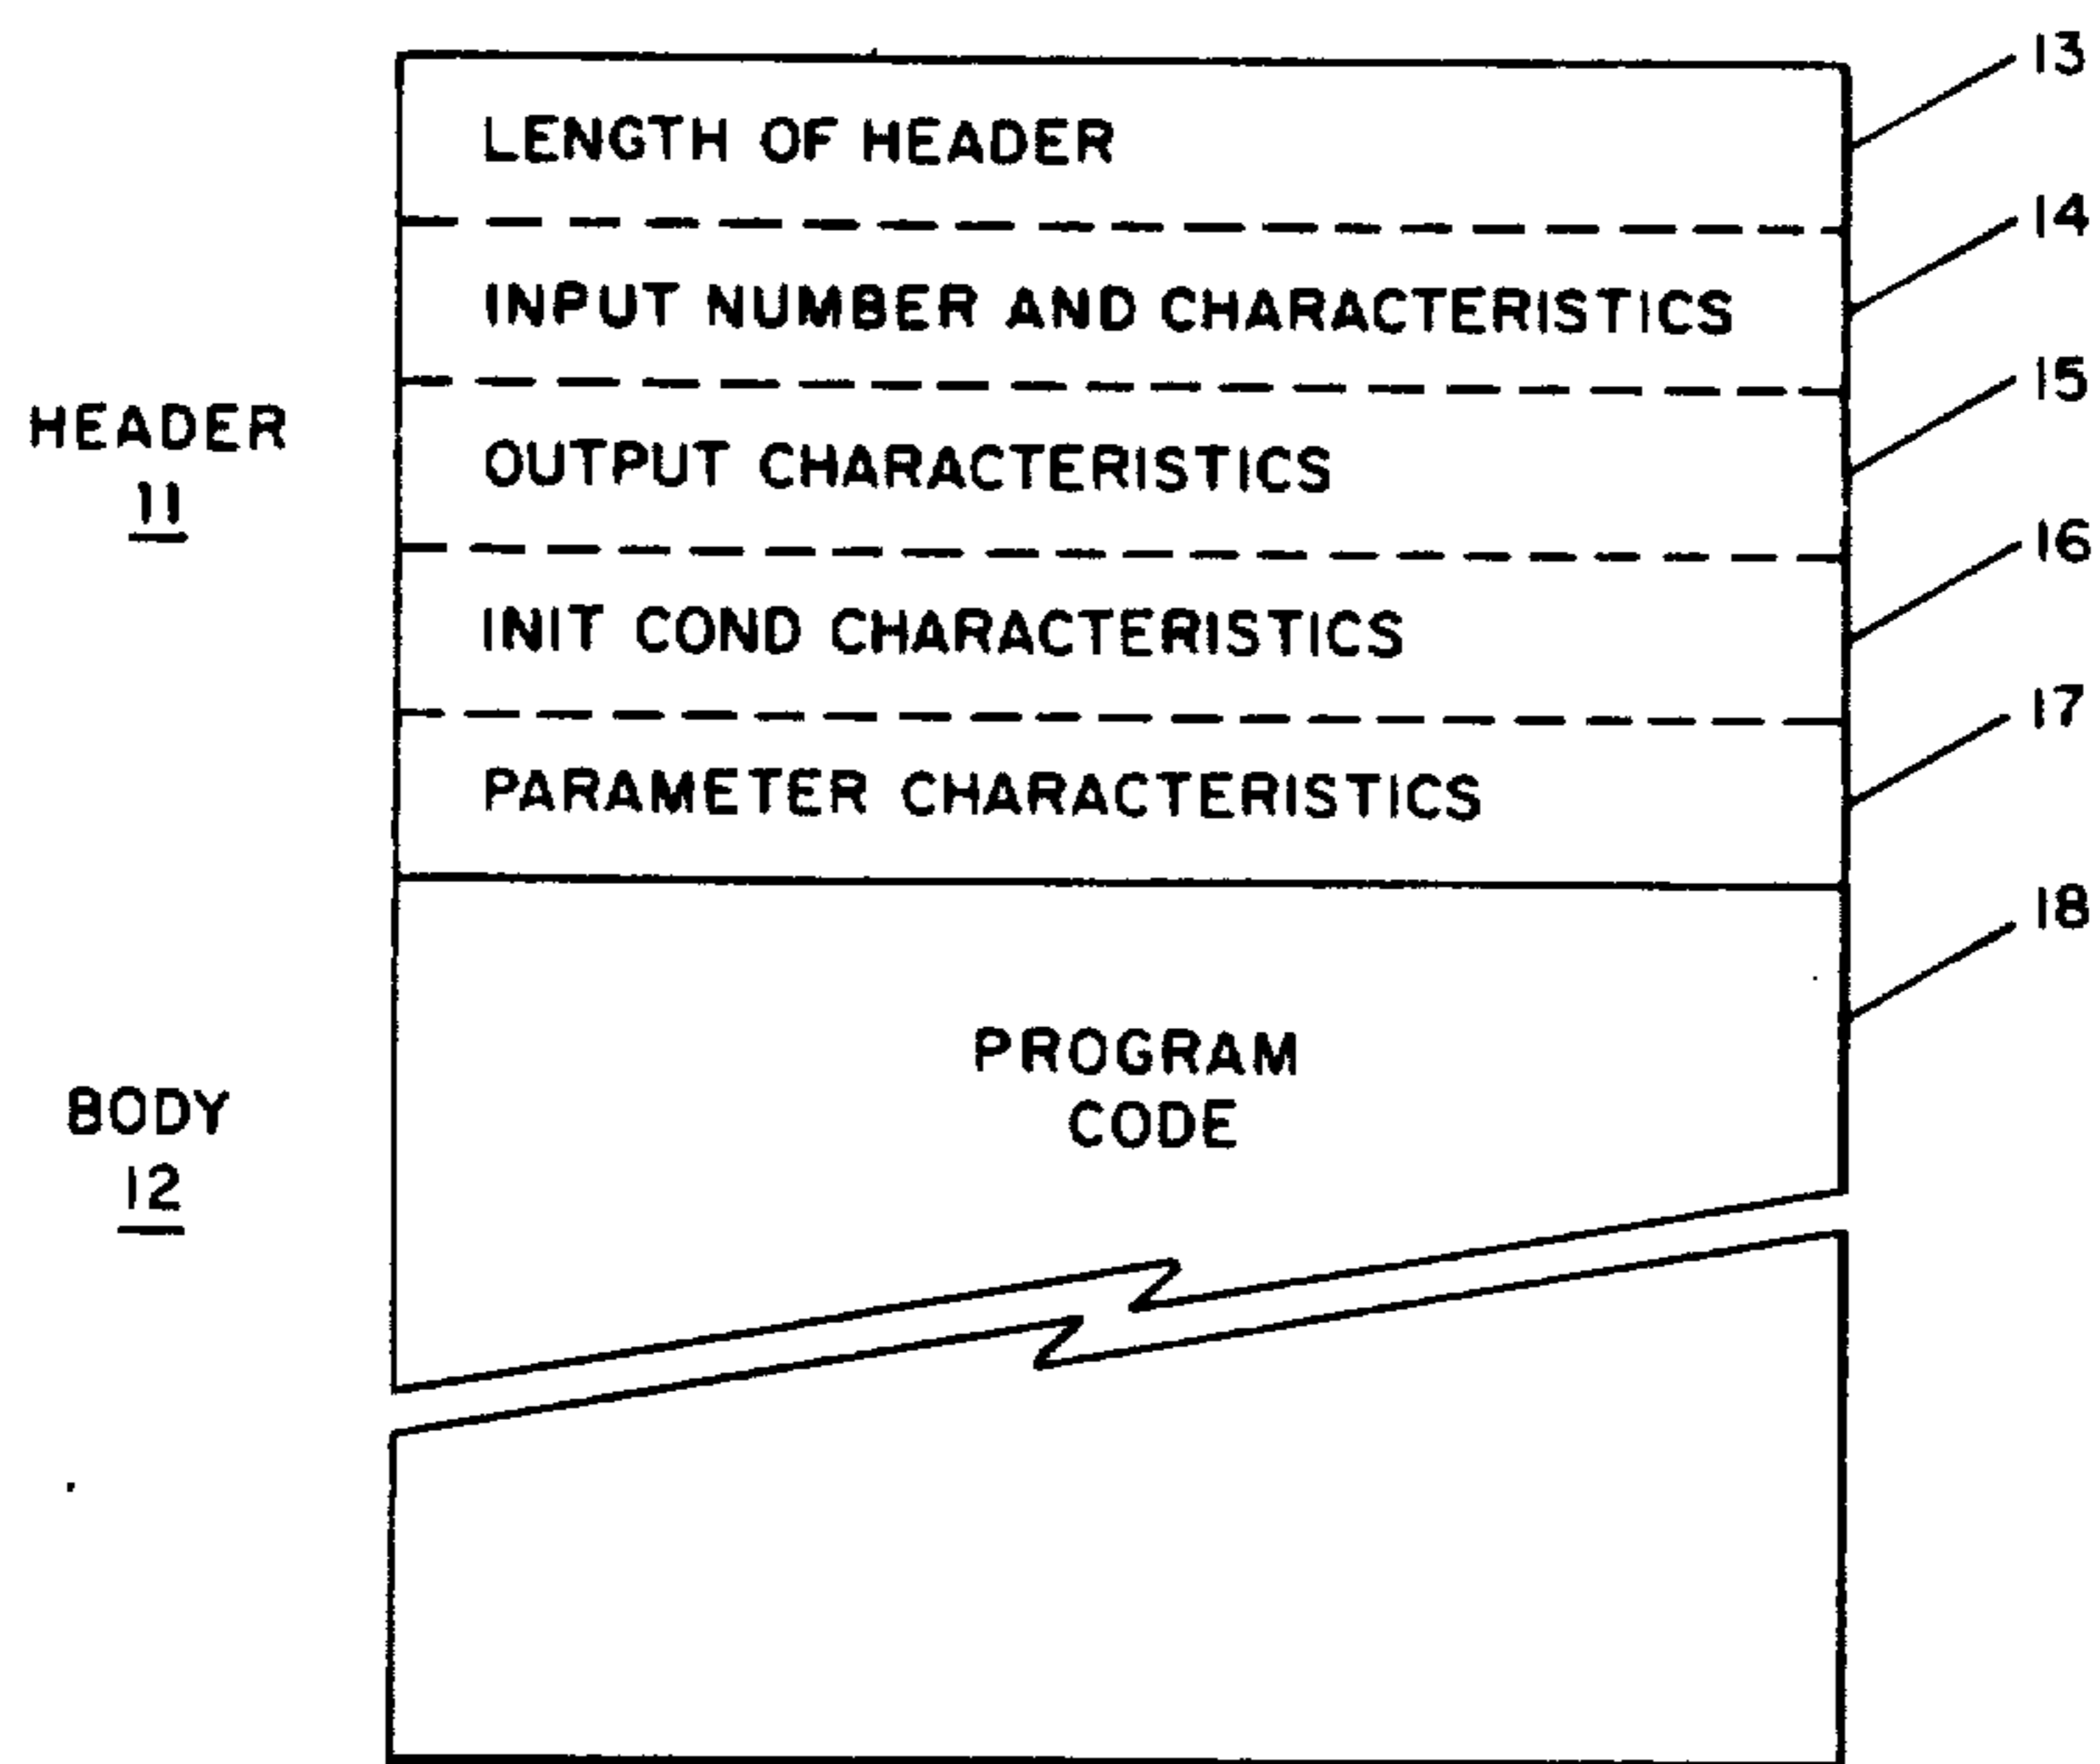 13
LENGTH OF HEADER
14
INPUT NUMBER AND CHARACTERISTICS
15
HEADER
11
OUTPUT CHARACTERISTICS
16
INIT COND CHARACTERISTICS
17
PARAMETER CHARACTERISTICS
18
PROGRAM
CODE
BODY
12